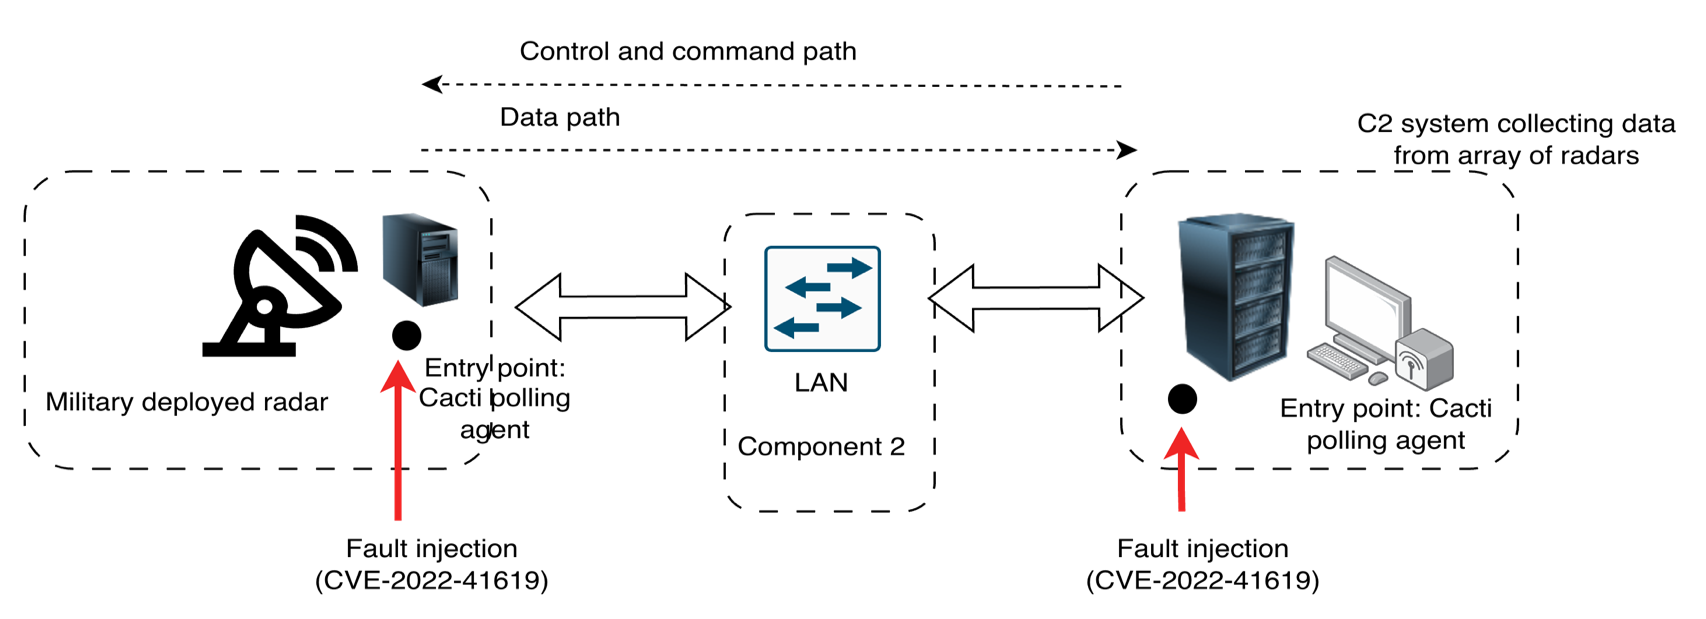 Control and command path
Data path
C2 system collecting data
from array of radars
Military deployed radar
Entry point:
Cacti polling
agent
LAN
Component 2
Entry point: Cacti
polling agent
Fault injection
(CVE-2022-41619)
Fault injection
(CVE-2022-41619)